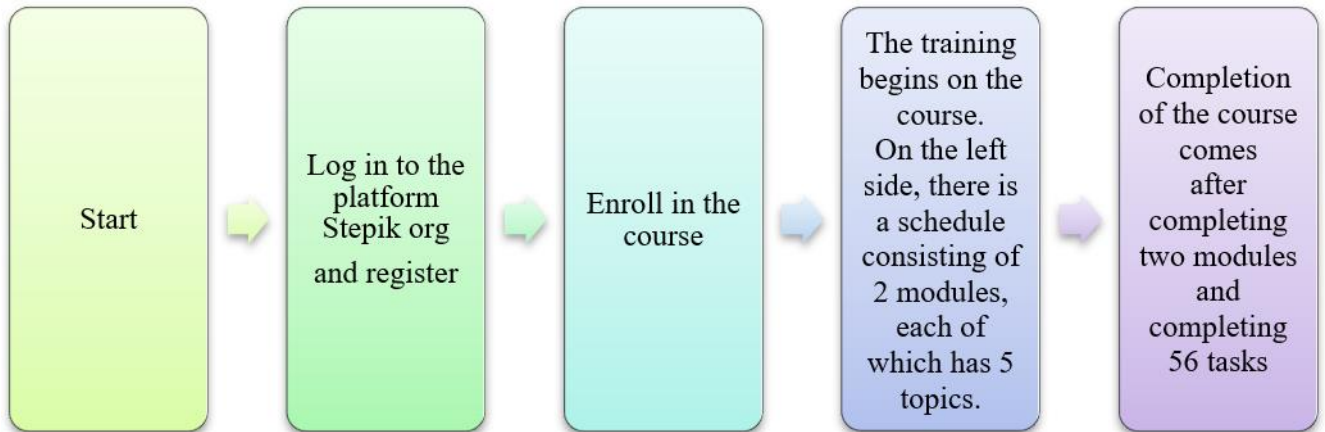 Start
Log in to the
platform
Stepik org
and register
Enroll in the
course
The training
begins on the
course.
On the left
side, there is
a schedule
consisting of
2 modules,
each of
which has 5
topics.
Completion
of the course
comes
after
completing
two modules
and
completing
56 tasks